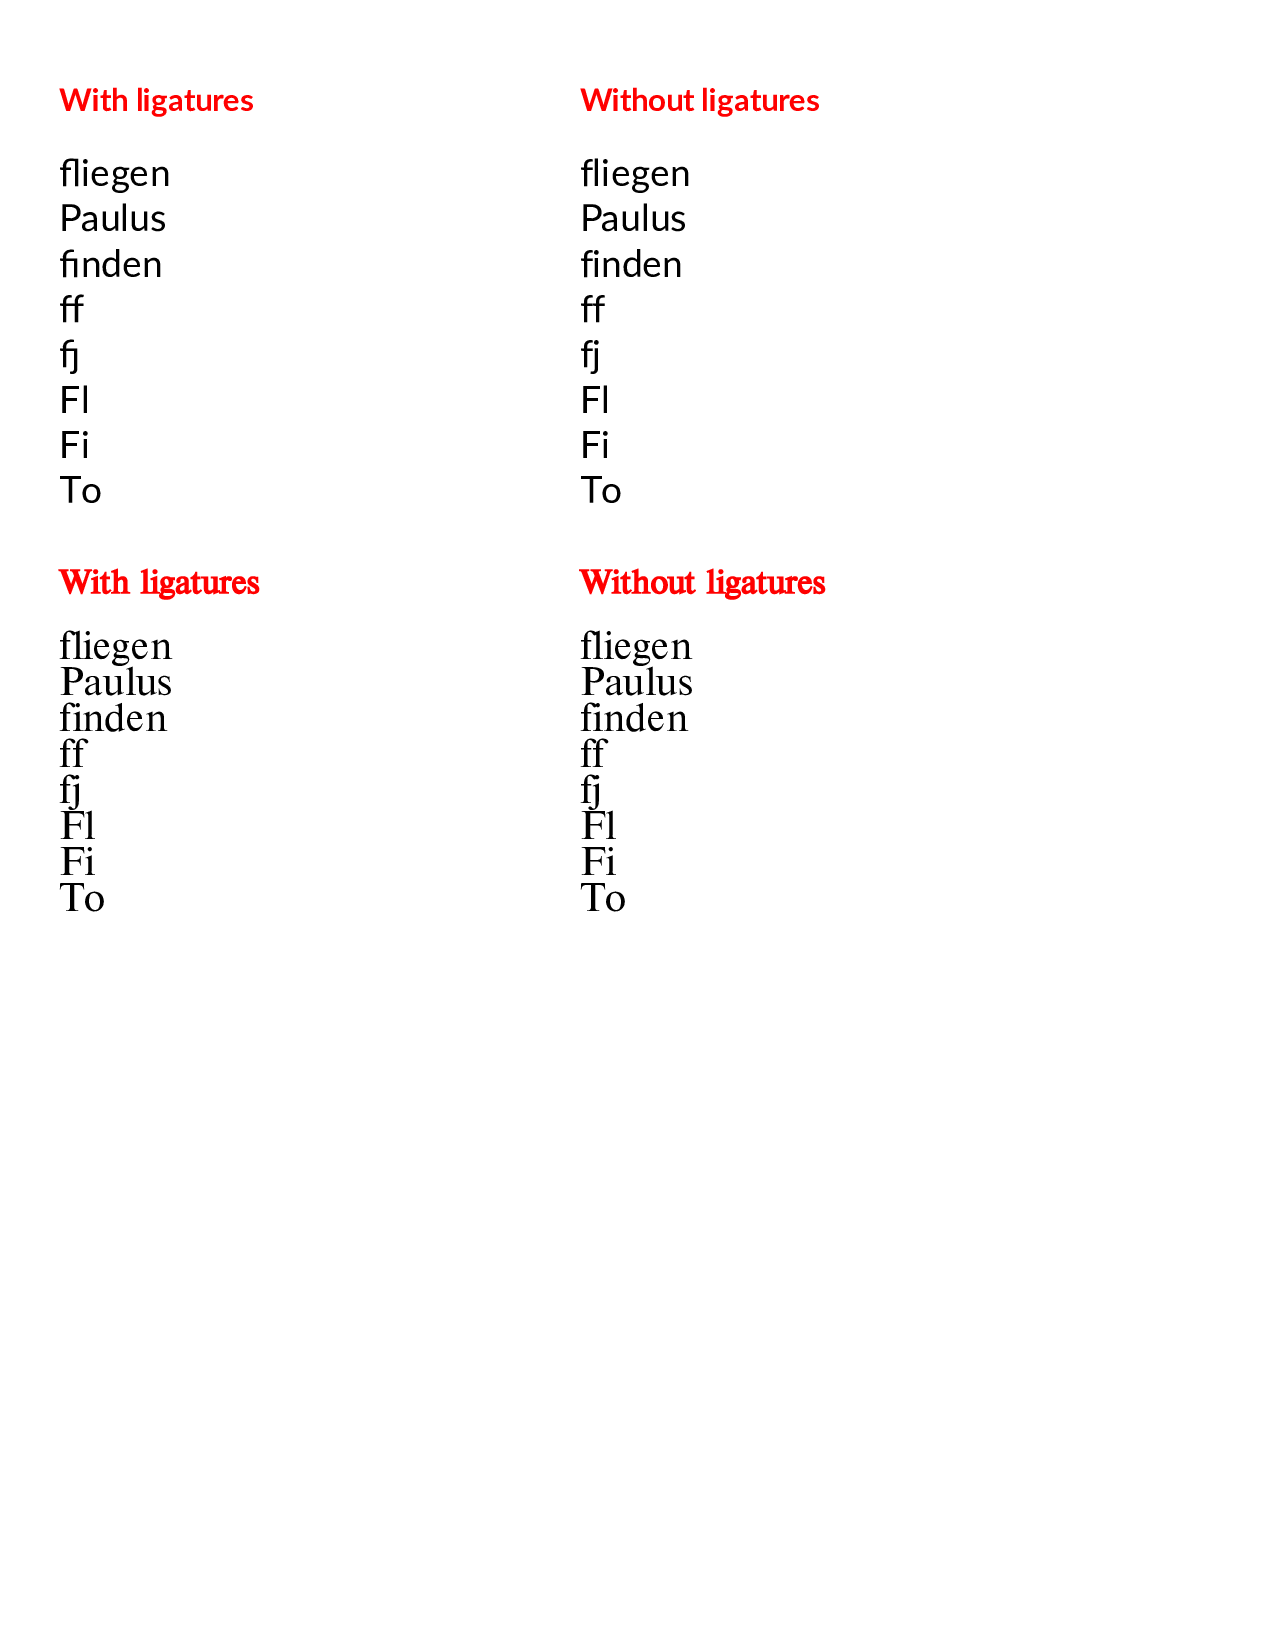 With ligatures
fliegen
Paulus
finden
ff
fj
Fl
Fi
To
Without ligatures
fliegen
Paulus
finden
ff
fj
Fl
Fi
To
With ligatures
fliegen
Paulus
finden
ff
fj
Fl
Fi
To
Without ligatures
fliegen
Paulus
finden
ff
fj
Fl
Fi
To